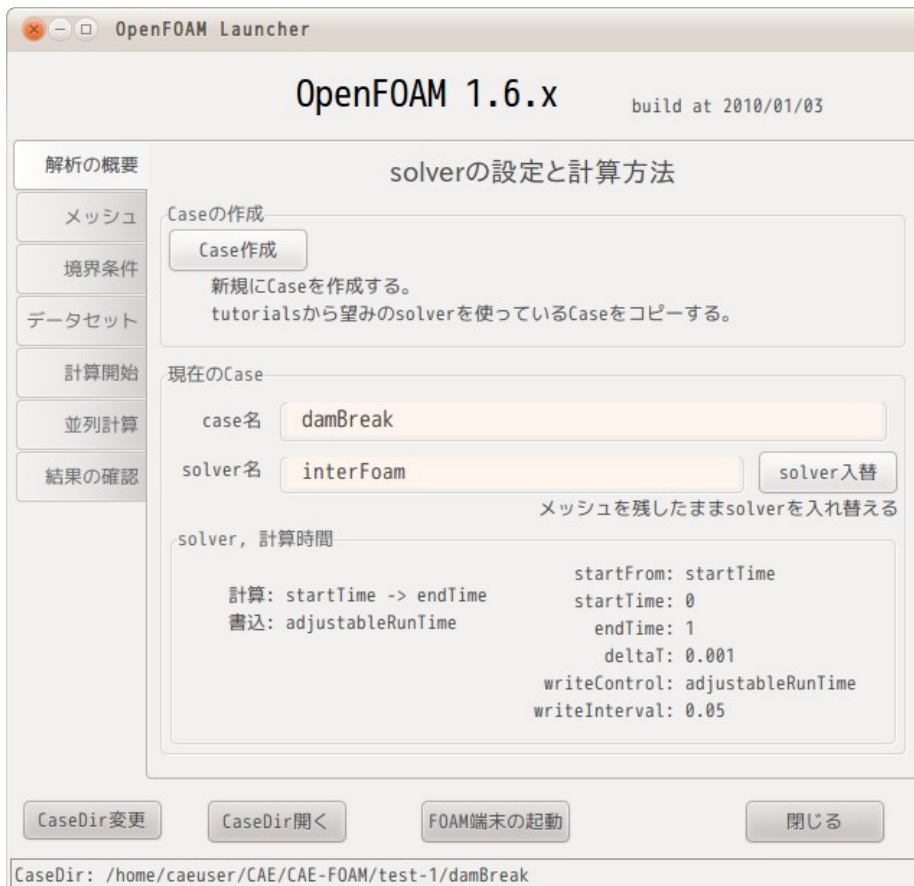 OpenFOAM Launcher
OpenFOAM 1.6.x
build at 2010/01/03
解析の概要
メッシュ
境界条件
データセット
計算開始
並列計算
結果の確認
solverの設定と計算方法
Caseの作成
Case作成
新規にCaseを作成する。
tutorialsから望みのsolverを使っているCaseをコピーする。
現在のCase
case名 damBreak
solver名 interFoam solver入替
メッシュを残したままsolverを入れ替える
solver, 計算時間
計算: startTime -> endTime
書込: adjustableRunTime
startFrom: startTime
startTime: 0
endTime: 1
deltaT: 0.001
writeControl: adjustableRunTime
writeInterval: 0.05
CaseDir変更 CaseDir開く FOAM端末の起動 閉じる
CaseDir: /home/caeuser/CAE/CAE-FOAM/test-1/damBreak